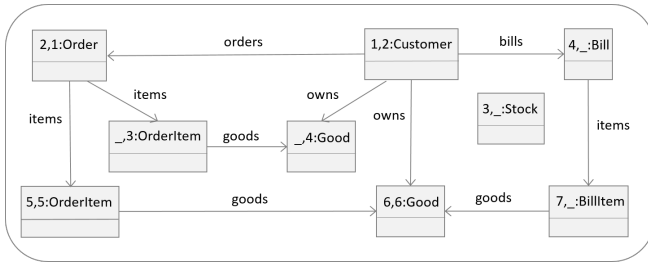 2,1:Order
orders
1,2:Customer
bills
4,_:Bill
items
items
owns
owns
3,_:Stock
items
_,3:OrderItem
goods
_,4:Good
5,5:OrderItem
goods
6,6:Good
goods
7,_:BillItem